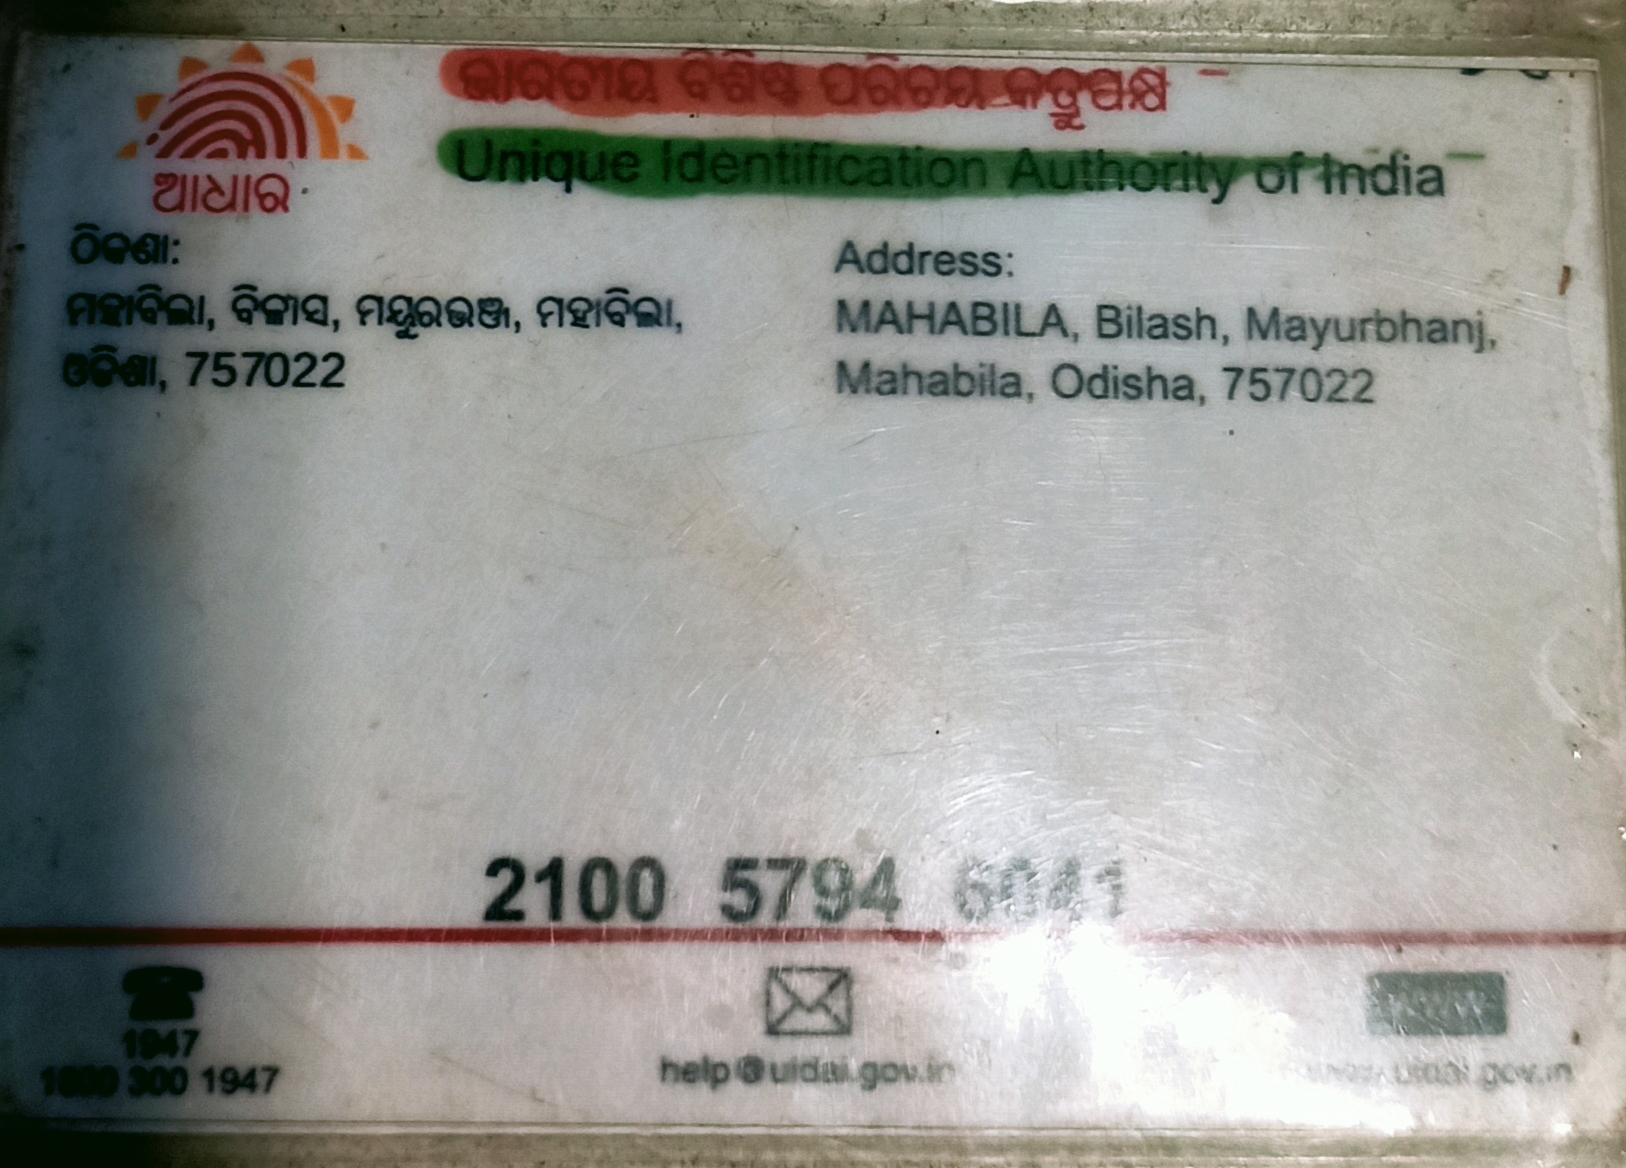 ଭାରତୀୟ ବିଶିଷ୍ଟ ପରିଚୟ କର୍ତ୍ତୃପକ୍ଷ
Unique Identification Authority of India
ଆଧାର
ଠିକଣା:
ମହାବିଲା, ବିଳାସ, ମୟୂରଭଞ୍ଜ, ମହାବିଲା,
ଓଡିଶା, 757022
Address:
MAHABILA, Bilash, Mayurbhanj,
Mahabila, Odisha, 757022
2100 5794 6041
1947
1800 300 1947
help@uidai.gov.in